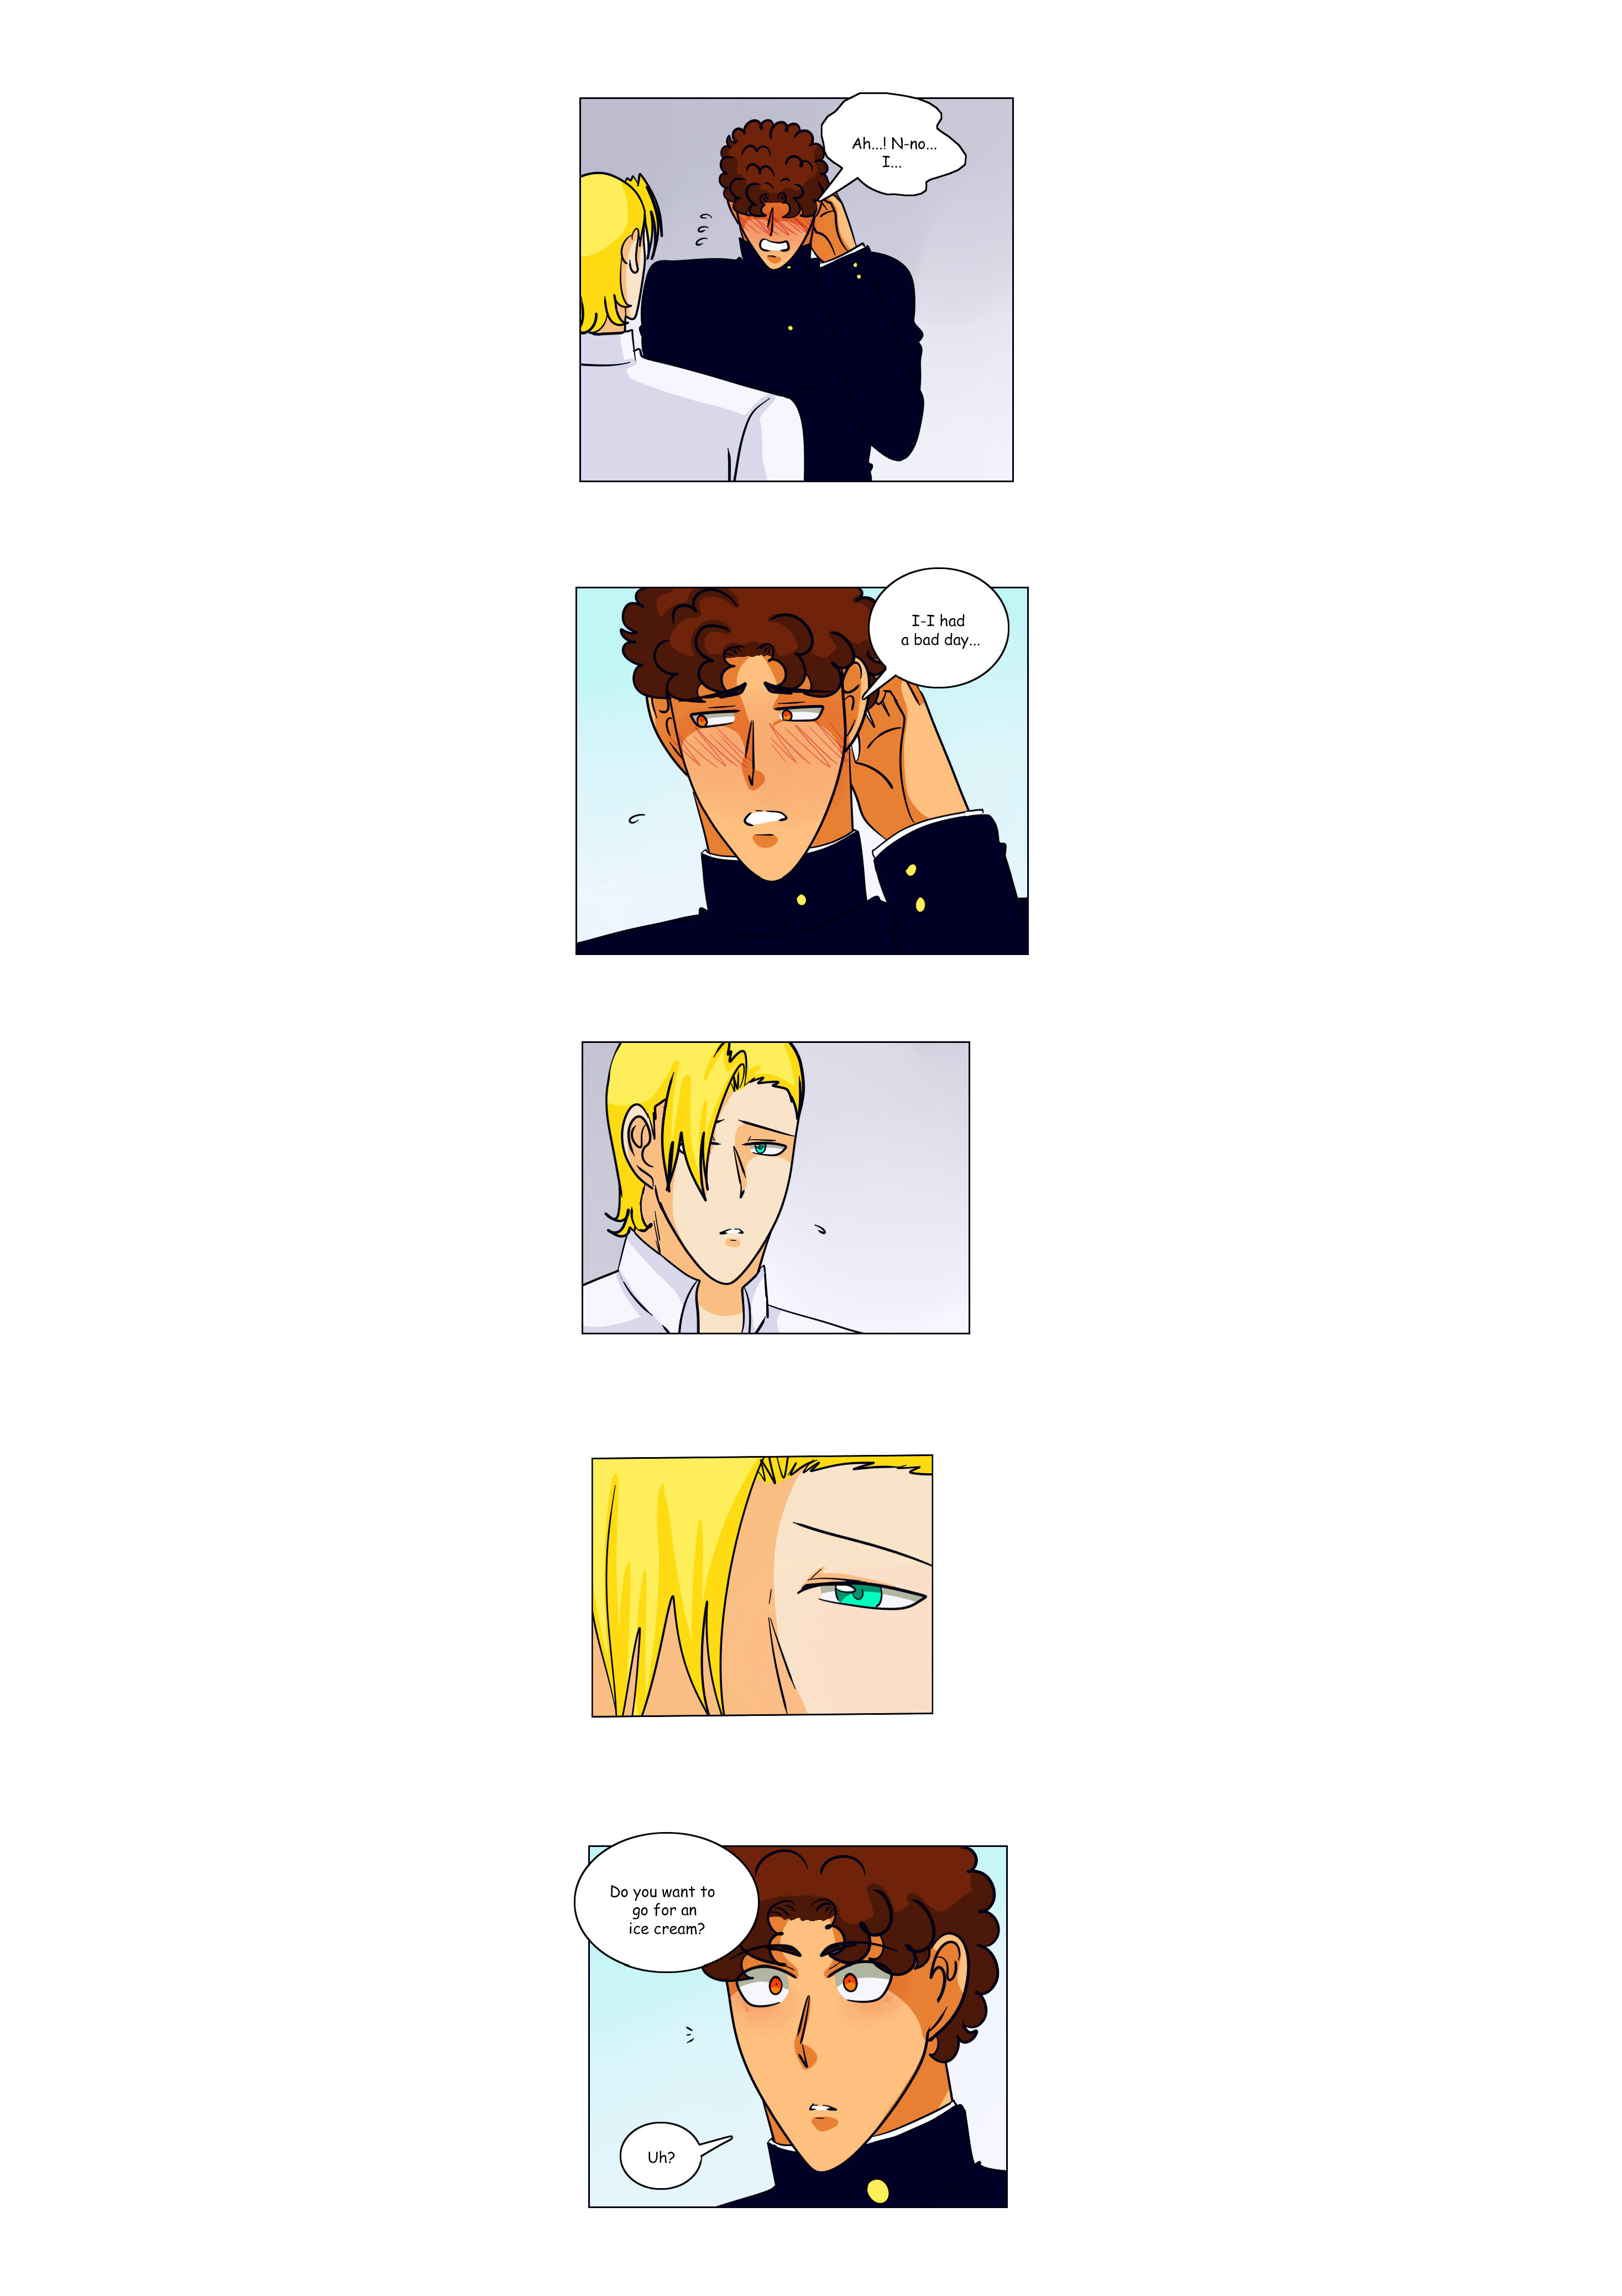 Ah...! N-no...
I...
I-I had
a bad day...
Do you want to
go for an
ice cream?
Uh?